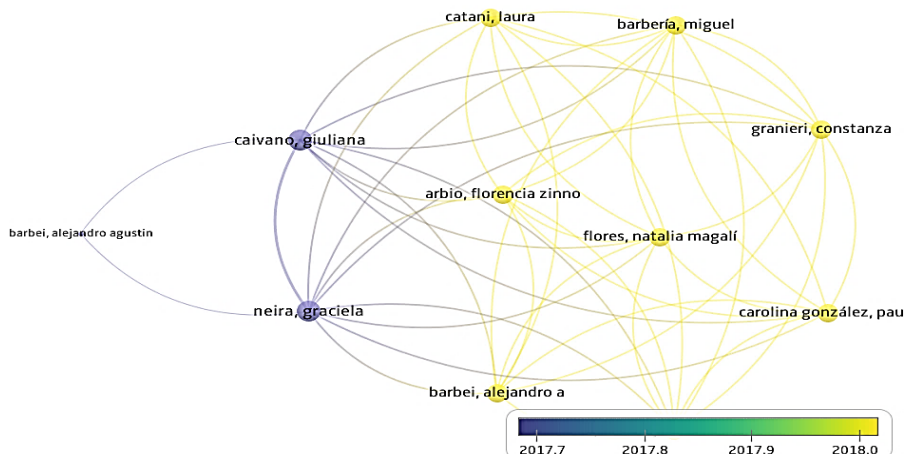 catani, laura
barbería, miguel
granieri, constanza
caivano, giuliana
arbio, florencia zinno
flores, natalia magalí
barbei, alejandro agustin
neira, graciela
carolina gonzález, pau
barbei, alejandro a
2017.7 2017.8 2017.9 2018.0